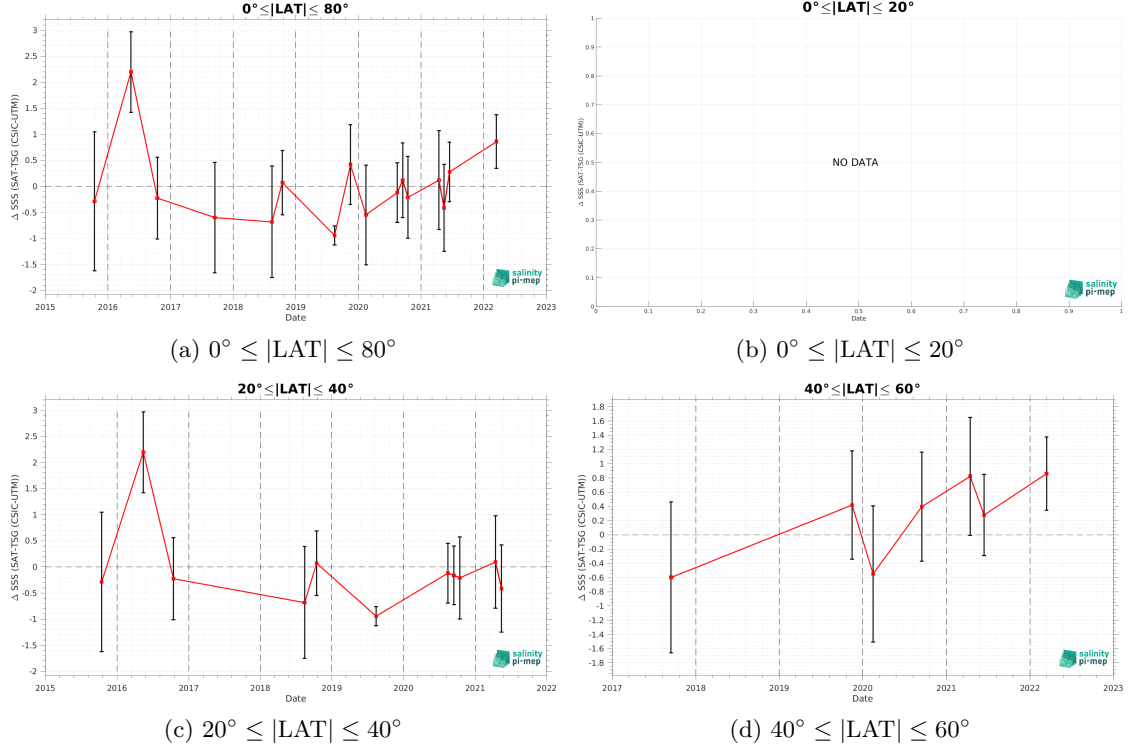 0°≤|LAT|≤ 80°
Δ SSS (SAT-TSG (CSIC-UTM))
3
2.5
2
1.5
1
0.5
0
-0.5
-1
-1.5
-2
2015 2016 2017 2018 2019 2020 2021 2022 2023
Date
salinity
pi-mep
(a) 0° ≤ |LAT| ≤ 80°
0°≤|LAT|≤ 20°
Δ SSS (SAT-TSG (CSIC-UTM))
1
0.9
0.8
0.7
0.6
0.5
0.4
0.3
0.2
0.1
0
NO DATA
0 0.1 0.2 0.3 0.4 0.5 0.6 0.7 0.8 0.9 1
Date
salinity
pi-mep
(b) 0° ≤ |LAT| ≤ 20°
20°≤|LAT|≤ 40°
Δ SSS (SAT-TSG (CSIC-UTM))
3
2.5
2
1.5
1
0.5
0
-0.5
-1
-1.5
-2
2015 2016 2017 2018 2019 2020 2021 2022
Date
salinity
pi-mep
(c) 20° ≤ |LAT| ≤ 40°
40°≤|LAT|≤ 60°
Δ SSS (SAT-TSG (CSIC-UTM))
1.8
1.6
1.4
1.2
1
0.8
0.6
0.4
0.2
0
-0.2
-0.4
-0.6
-0.8
-1
-1.2
-1.4
-1.6
-1.8
2017 2018 2019 2020 2021 2022 2023
Date
salinity
pi-mep
(d) 40° ≤ |LAT| ≤ 60°